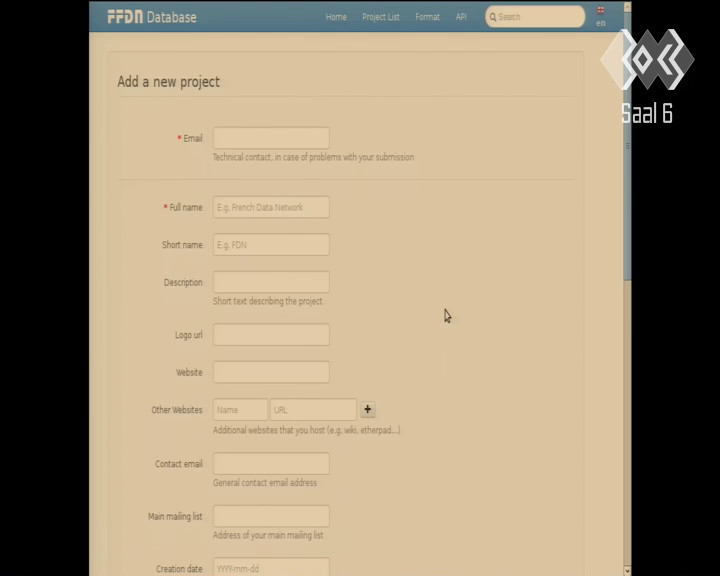 FFDN Database Home Project List Format API Search en
Saal 6
Add a new project
* Email
Technical contact, in case of problems with your submission
* Full name E.g. French Data Network
Short name E.g. FDN
Description
Short text describing the project
Logo url
Website
Other Websites Name URL +
Additional websites that you host (e.g. wiki, etherpad...)
Contact email
General contact email address
Main mailing list
Address of your main mailing list
Creation date YYYY-mm-dd